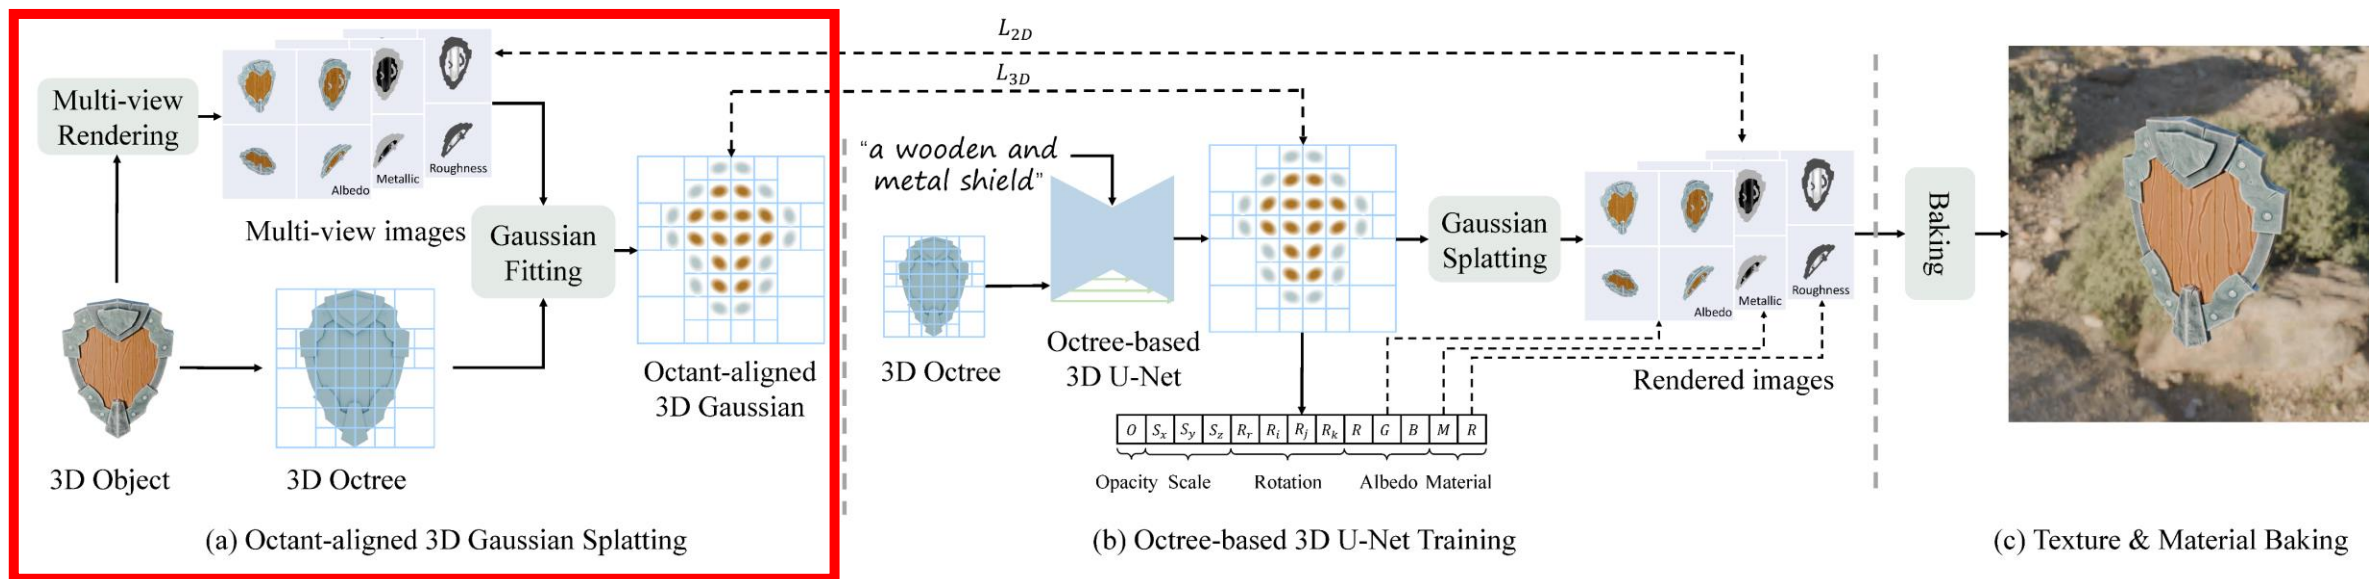 Multi-view
Rendering
Albedo
Metallic
Roughness
Multi-view images
Gaussian
Fitting
3D Object
3D Octree
Octant-aligned
3D Gaussian
(a) Octant-aligned 3D Gaussian Splatting
L2D
L3D
"a wooden and
metal shield"
3D Octree
Octree-based
3D U-Net
Gaussian
Splatting
Albedo
Metallic
Roughness
Rendered images
O Sx Sy Sz Rr Ri Rj Rk R G B M R
Opacity Scale Rotation Albedo Material
(b) Octree-based 3D U-Net Training
Baking
(c) Texture & Material Baking